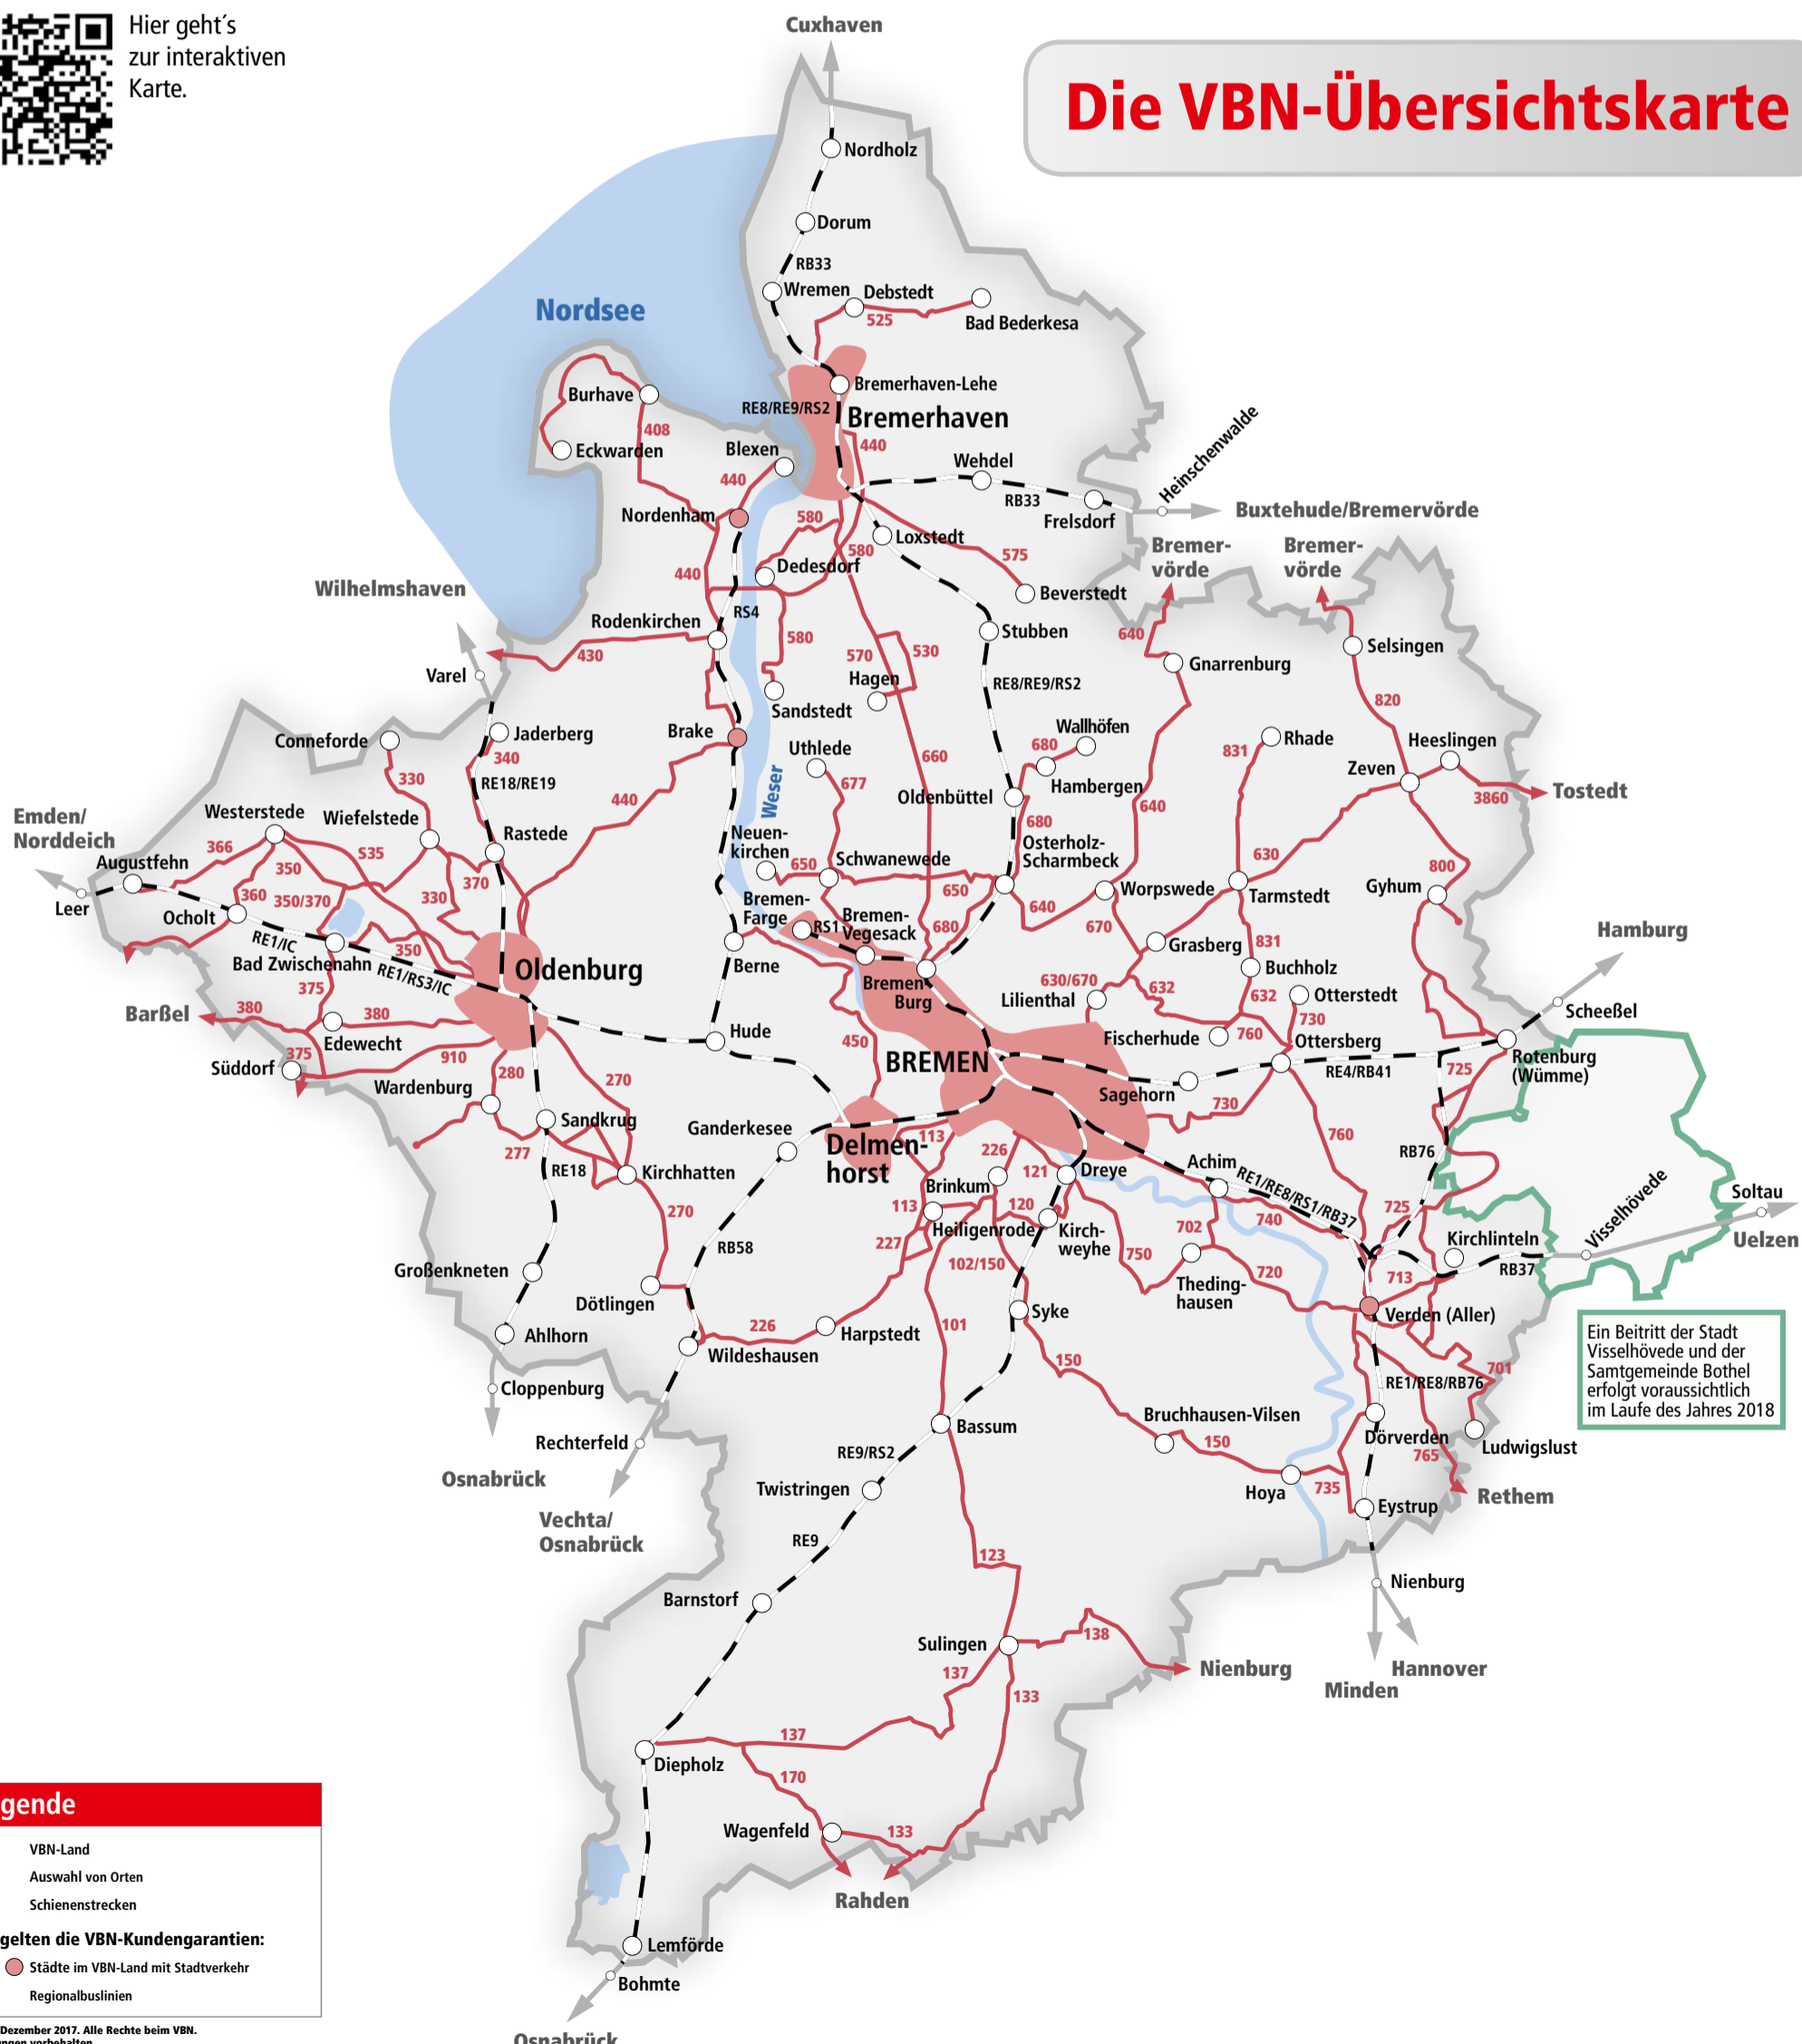 Hier geht´s
zur interaktiven
Karte.
Die VBN-Übersichtskarte
Cuxhaven
Nordholz
Dorum
RB33
Wremen
Debstedt
525
Bad Bederkesa
Nordsee
Burhave
408
Eckwarden
Bremerhaven-Lehe
RE8/RE9/RS2
Bremerhaven
440
Blexen
440
Wehdel
RB33
Frelsdorf
Heinschenwalde
Buxtehude/Bremervörde
Nordenham
580
Loxstedt
580
575
Bremer-
vörde
Bremer-
vörde
Dedesdorf
440
Beverstedt
Wilhelmshaven
RS4
Rodenkirchen
580
Stubben
640
Selsingen
430
570
530
Gnarrenburg
Varel
Hagen
RE8/RE9/RS2
Sandstedt
820
Conneforde
Jaderberg
340
Brake
Uthlede
Wallhöfen
680
Rhade
831
Heeslingen
330
RE18/RE19
660
Zeven
677
Hambergen
Oldenbüttel
3860
Tostedt
440
Weser
640
Emden/
Norddeich
Westerstede
Wiefelstede
Rastede
680
366
S35
Neuen-
kirchen
Osterholz-
Scharmbeck
Augustfehn
350
650
Schwanewede
630
800
360
350/370
330
370
650
Worpswede
Tarmstedt
Gyhum
Leer
Ocholt
Bremen-
Farge
RS1
Bremen-
Vegesack
680
640
670
Hamburg
RE1/IC
350
Grasberg
831
Bad Zwischenahn
RE1/RS3/IC
Oldenburg
Berne
Bremen-
Burg
Buchholz
375
630/670
Lilienthal
632
632
Otterstedt
Barßel
380
380
730
Scheeßel
Edewecht
Hude
450
Fischerhude
760
Ottersberg
375
910
Süddorf
BREMEN
Rotenburg
(Wümme)
Wardenburg
280
270
Sagehorn
RE4/RB41
725
730
Sandkrug
Ganderkesee
113
Delmen-
horst
226
760
277
RE18
Kirchhatten
121
Dreye
Achim
RE1/RE8/RS1/RB37
RB76
Brinkum
113
120
725
Soltau
270
Heiligenrode
Kirch-
weyhe
702
740
Visselhövede
227
RB58
102/150
750
Kirchlinteln
Uelzen
Großenkneten
Theding-
hausen
720
713
RB37
Dötlingen
Syke
Verden (Aller)
Ahlhorn
226
Harpstedt
101
Ein Beitritt der Stadt
Visselhövede und der
Samtgemeinde Bothel
erfolgt voraussichtlich
im Laufe des Jahres 2018
Wildeshausen
150
701
Cloppenburg
RE1/RE8/RB76
Bassum
Bruchhausen-Vilsen
Rechterfeld
RE9/RS2
150
Dörverden
Ludwigslust
Osnabrück
765
Twistringen
Hoya
735
Rethem
Vechta/
Osnabrück
Eystrup
RE9
123
Nienburg
Barnstorf
Sulingen
138
137
Nienburg
Hannover
133
Minden
137
Diepholz
170
Wagenfeld
133
Rahden
gende
VBN-Land
Auswahl von Orten
Schienenstrecken
gelten die VBN-Kundengarantien:
Städte im VBN-Land mit Stadtverkehr
Regionalbuslinien
Dezember 2017. Alle Rechte beim VBN.
Lemförde
Bohmte
Osnabrück